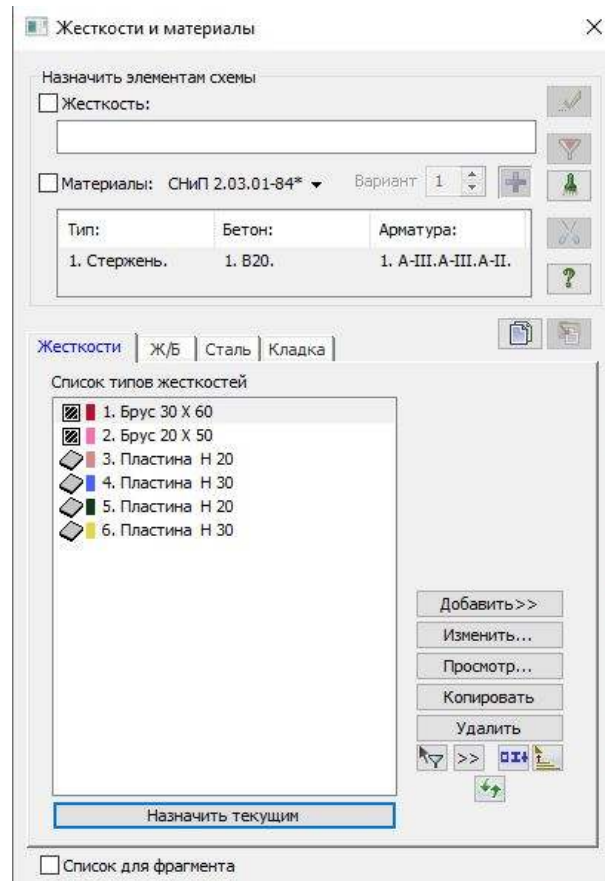 Жесткости и материалы
Назначить элементам схемы
Жесткость:
Материалы: СНиП 2.03.01-84* Вариант 1
Тип: Бетон: Арматура:
1. Стержень. 1. В20. 1. А-III.А-III.А-II.
Жесткости Ж/Б Сталь Кладка
Список типов жесткостей
1. Брус 30 X 60
2. Брус 20 X 50
3. Пластина H 20
4. Пластина H 30
5. Пластина H 20
6. Пластина H 30
Добавить>>
Изменить...
Просмотр...
Копировать
Удалить
>>
Назначить текущим
Список для фрагмента